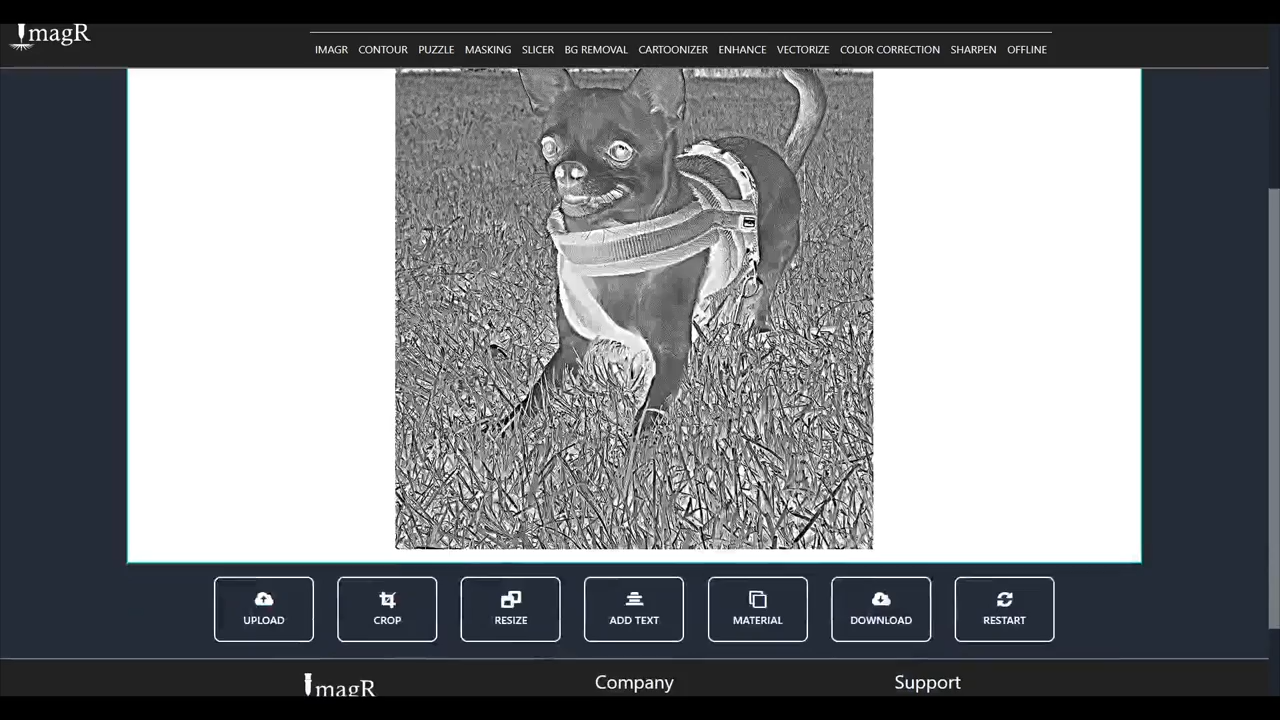 ImagR
IMAGR CONTOUR PUZZLE MASKING SLICER BG REMOVAL CARTOONIZER ENHANCE VECTORIZE COLOR CORRECTION SHARPEN OFFLINE
UPLOAD CROP RESIZE ADD TEXT MATERIAL DOWNLOAD RESTART
ImagR Company Support